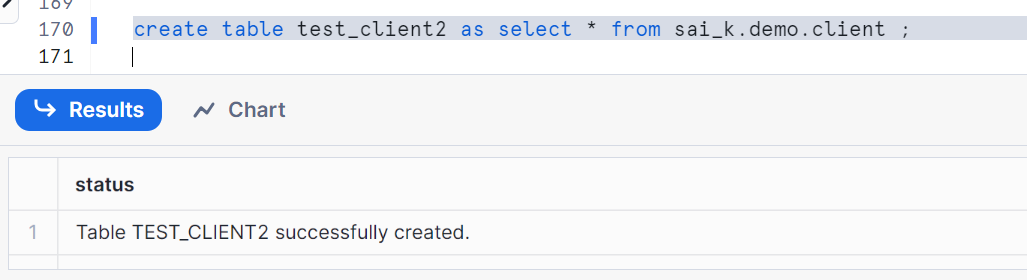 169
170 create table test_client2 as select * from sai_k.demo.client ;
171
Results Chart
status
1 Table TEST_CLIENT2 successfully created.